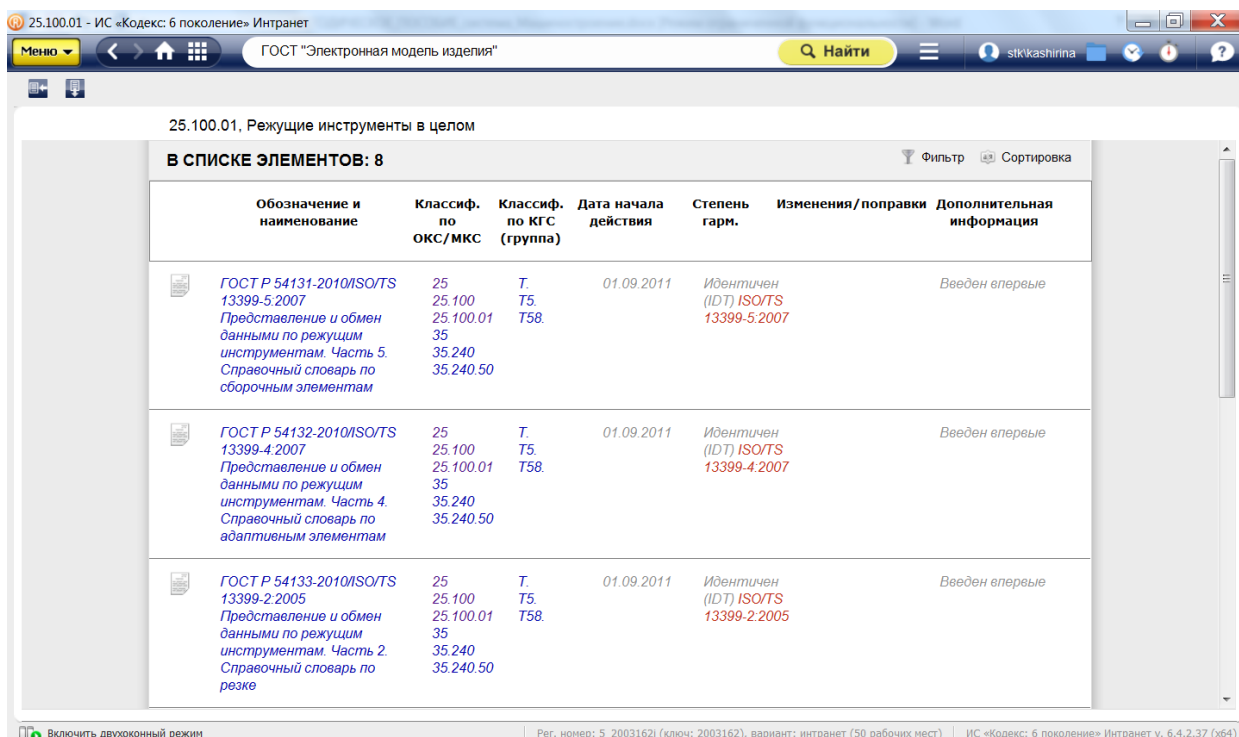 25.100.01 - ИС «Кодекс: 6 поколение» Интранет
Меню
ГОСТ "Электронная модель изделия"
Найти
stk\kashirina
25.100.01, Режущие инструменты в целом
В СПИСКЕ ЭЛЕМЕНТОВ: 8
Фильтр
Сортировка
Обозначение и наименование
Классиф. по ОКС/МКС
Классиф. по КГС (группа)
Дата начала действия
Степень гарм.
Изменения/поправки
Дополнительная информация
ГОСТ Р 54131-2010/ISO/TS
13399-5:2007
Представление и обмен
данными по режущим
инструментам. Часть 5.
Справочный словарь по
сборочным элементам
25
25.100
25.100.01
35
35.240
35.240.50
Т.
Т5.
Т58.
01.09.2011
Идентичен
(IDT) ISO/TS
13399-5:2007
Введен впервые
ГОСТ Р 54132-2010/ISO/TS
13399-4:2007
Представление и обмен
данными по режущим
инструментам. Часть 4.
Справочный словарь по
адаптивным элементам
25
25.100
25.100.01
35
35.240
35.240.50
Т.
Т5.
Т58.
01.09.2011
Идентичен
(IDT) ISO/TS
13399-4:2007
Введен впервые
ГОСТ Р 54133-2010/ISO/TS
13399-2:2005
Представление и обмен
данными по режущим
инструментам. Часть 2.
Справочный словарь по
резке
25
25.100
25.100.01
35
35.240
35.240.50
Т.
Т5.
Т58.
01.09.2011
Идентичен
(IDT) ISO/TS
13399-2:2005
Введен впервые
Включить двухоконный режим
Рег. номер: 5_2003162i (ключ: 2003162), вариант: интранет (50 рабочих мест)
ИС «Кодекс: 6 поколение» Интранет v. 6.4.2.37 (x64)